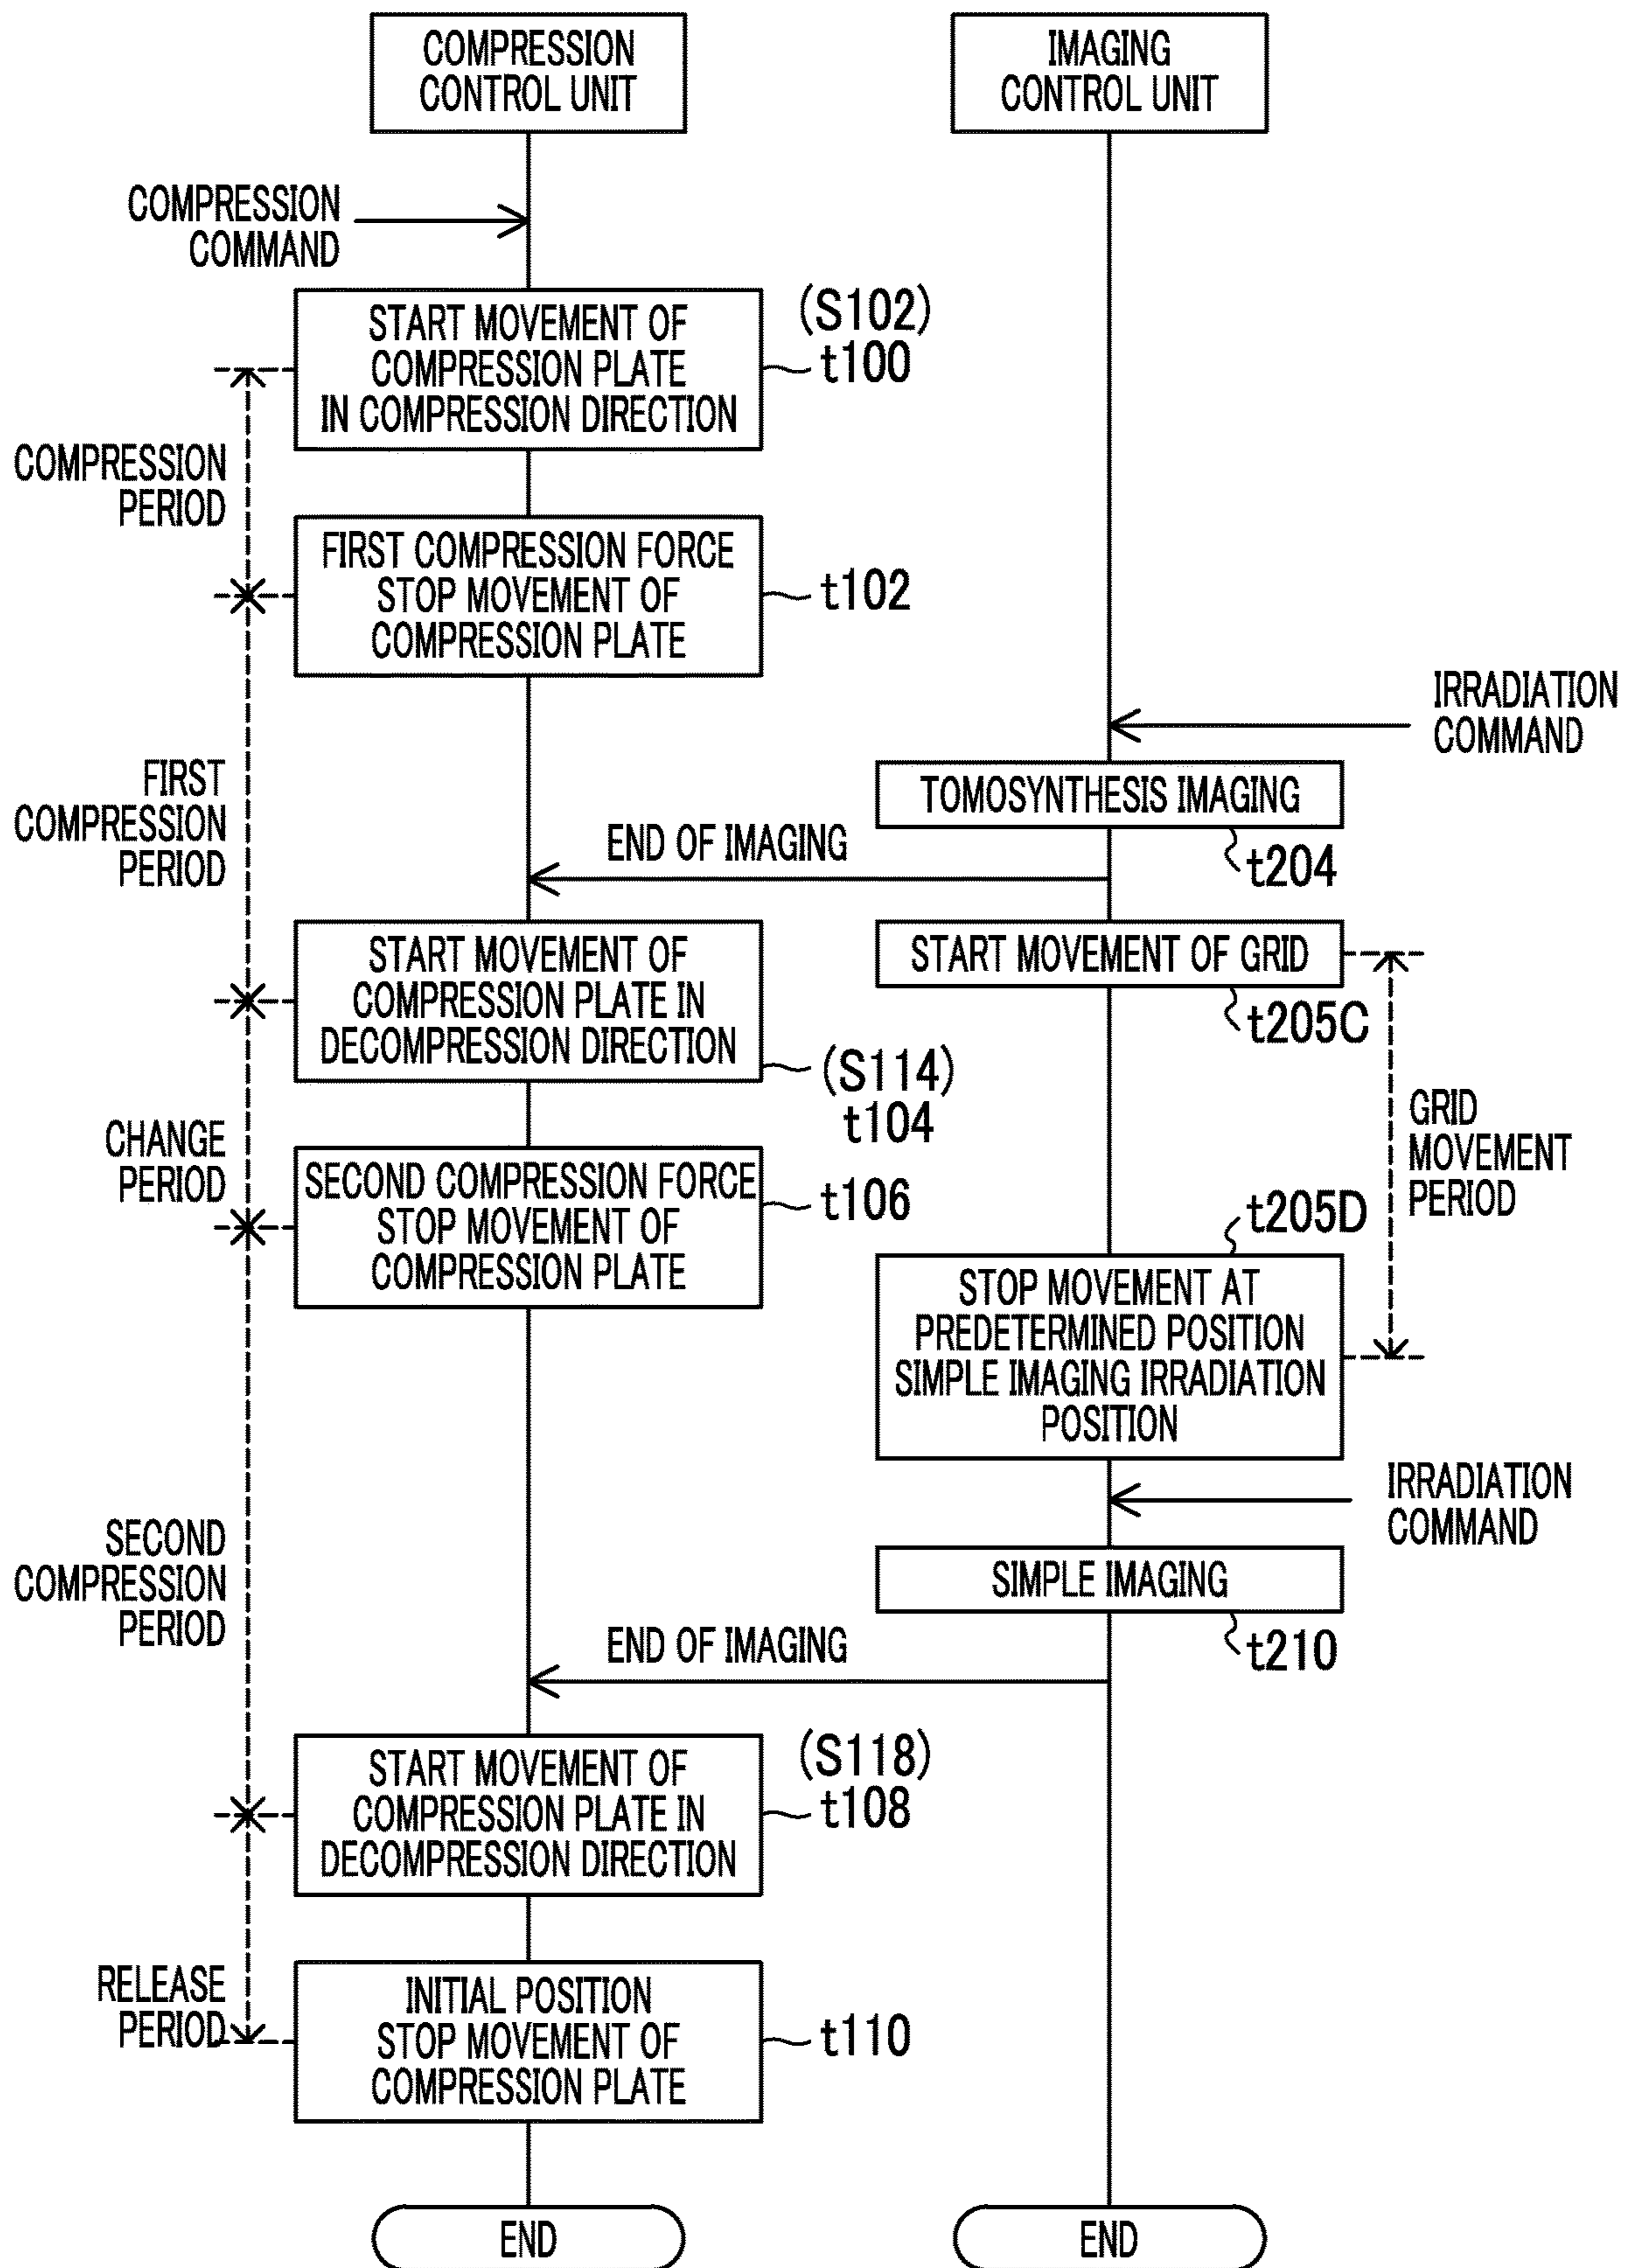 COMPRESSION
CONTROL UNIT
IMAGING
CONTROL UNIT
COMPRESSION
COMMAND
START MOVEMENT OF
COMPRESSION PLATE
IN COMPRESSION DIRECTION
(S102)
t100
COMPRESSION
PERIOD
FIRST COMPRESSION FORCE
STOP MOVEMENT OF
COMPRESSION PLATE
t102
IRRADIATION
COMMAND
FIRST
COMPRESSION
PERIOD
TOMOSYNTHESIS IMAGING
t204
END OF IMAGING
START MOVEMENT OF
COMPRESSION PLATE IN
DECOMPRESSION DIRECTION
(S114)
t104
START MOVEMENT OF GRID
t205C
GRID
MOVEMENT
PERIOD
CHANGE
PERIOD
SECOND COMPRESSION FORCE
STOP MOVEMENT OF
COMPRESSION PLATE
t106
t205D
STOP MOVEMENT AT
PREDETERMINED POSITION
SIMPLE IMAGING IRRADIATION
POSITION
IRRADIATION
COMMAND
SECOND
COMPRESSION
PERIOD
SIMPLE IMAGING
t210
END OF IMAGING
START MOVEMENT OF
COMPRESSION PLATE IN
DECOMPRESSION DIRECTION
(S118)
t108
RELEASE
PERIOD
INITIAL POSITION
STOP MOVEMENT OF
COMPRESSION PLATE
t110
END
END